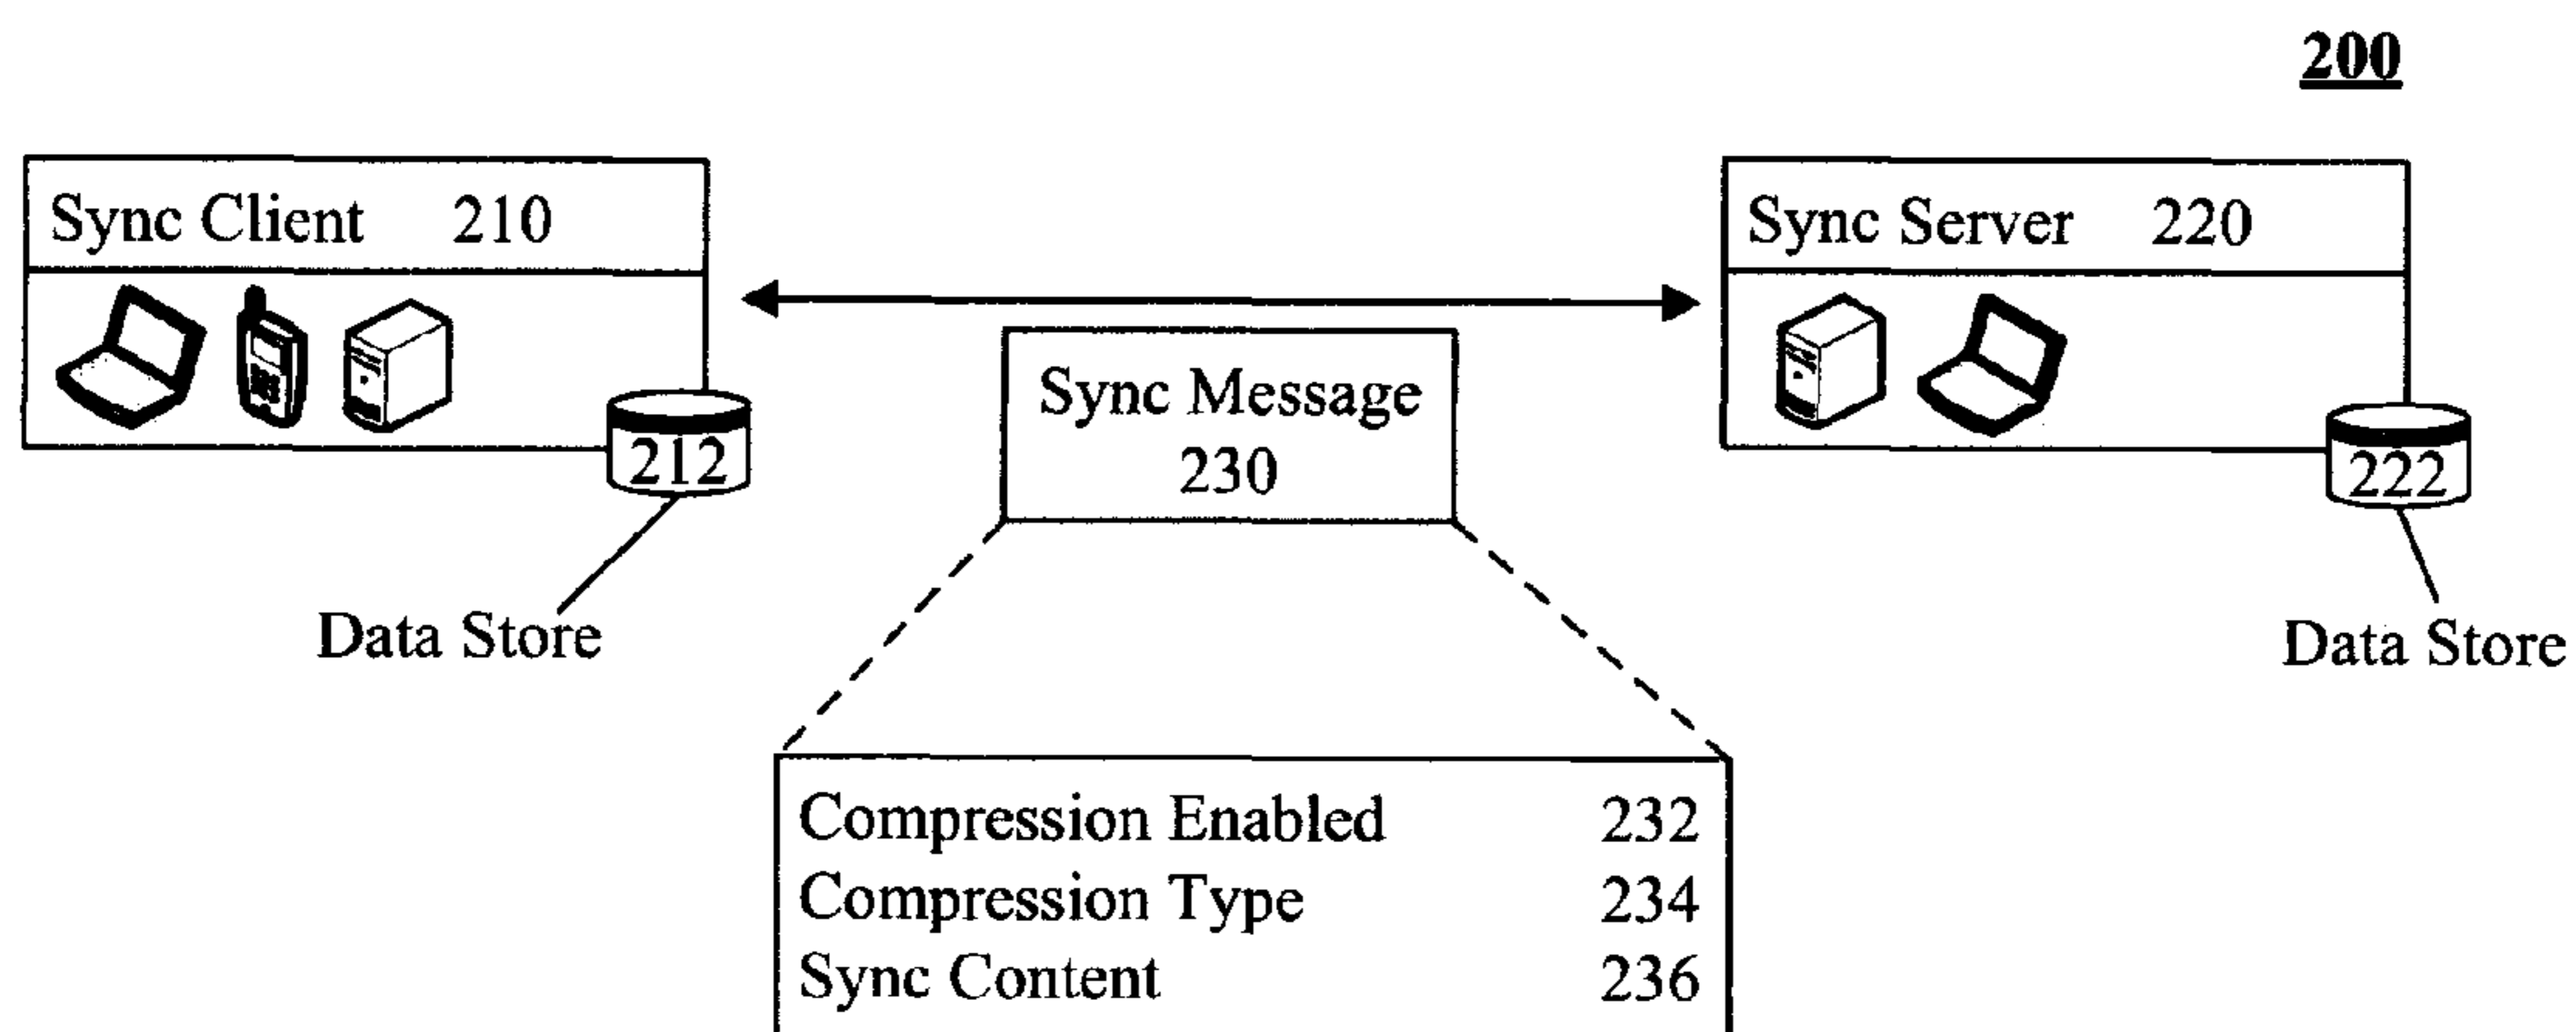 200
Sync Client 210
Sync Server 220
Sync Message
230
212
222
Data Store
Data Store
Compression Enabled 232
Compression Type 234
Sync Content 236